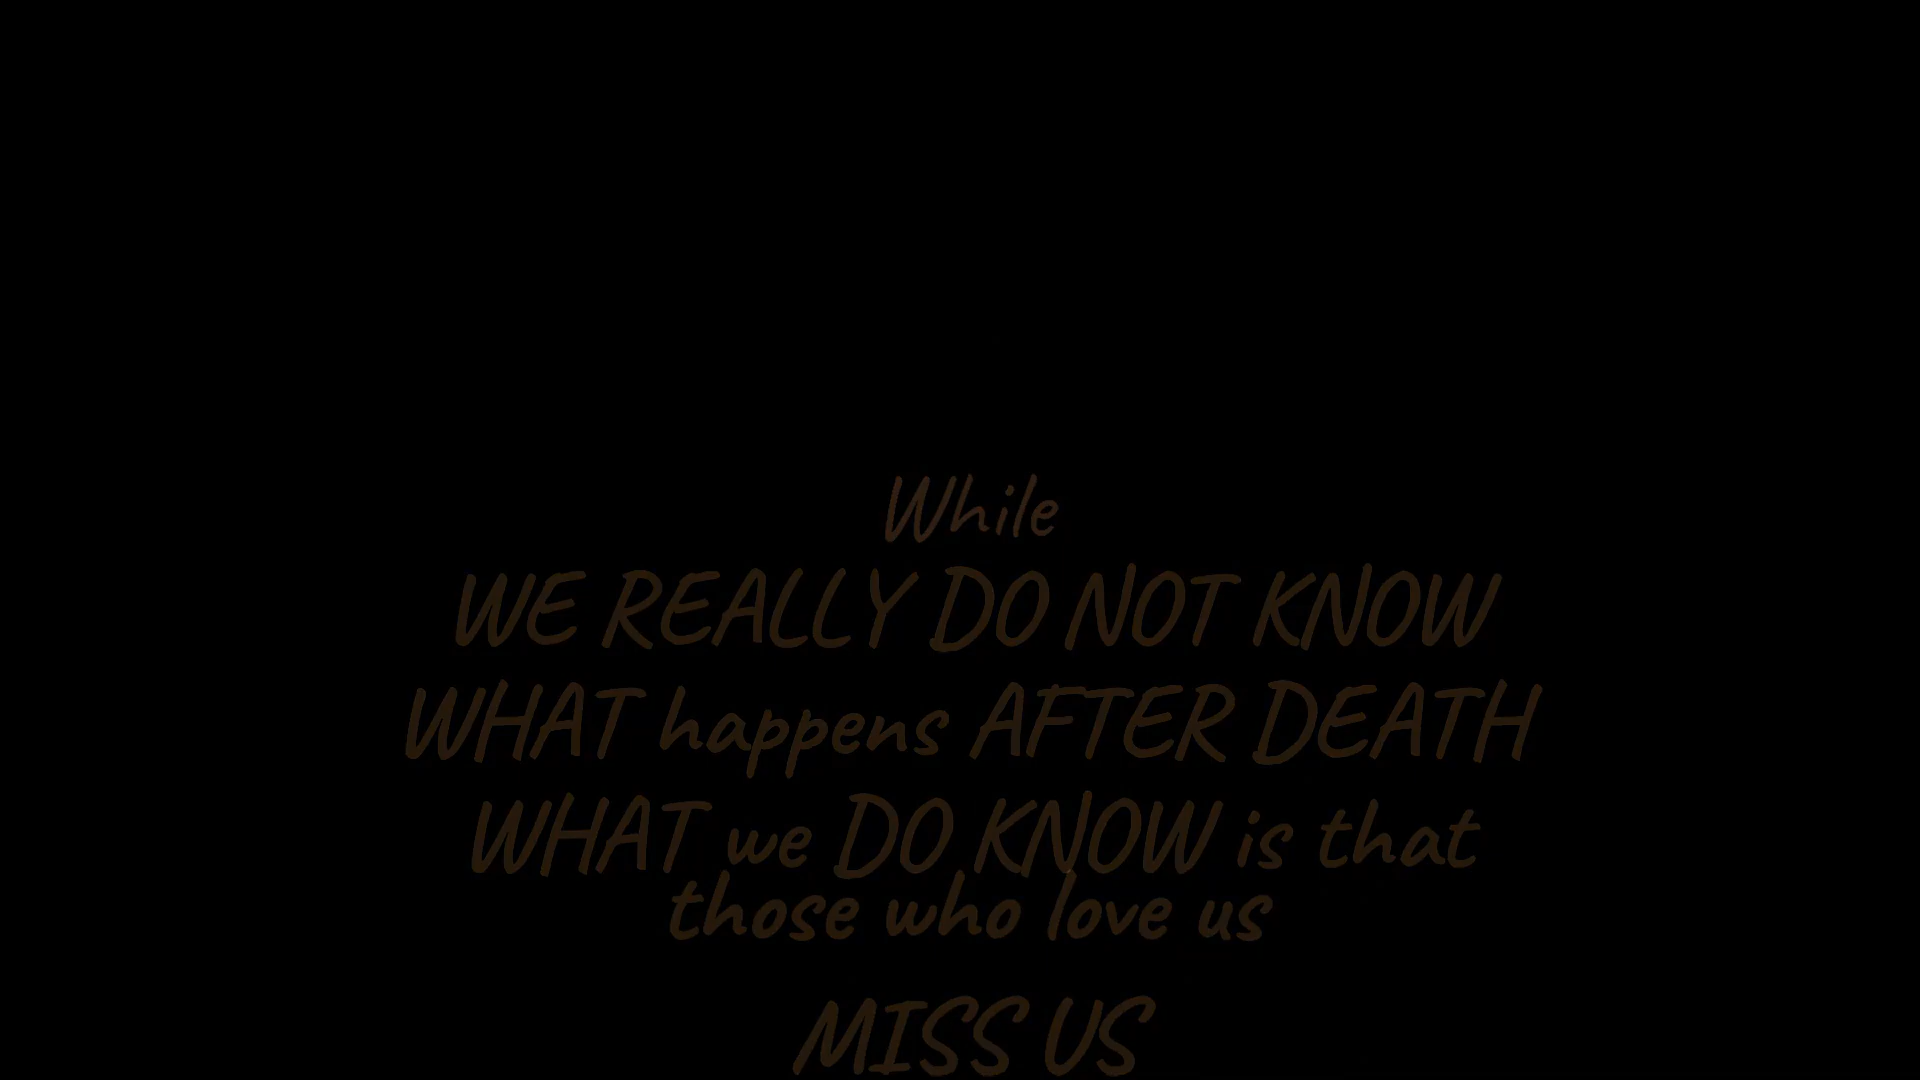 While
WE REALLY DO NOT KNOW
WHAT happens AFTER DEATH
WHAT we DO KNOW is that
those who love us
MISS US